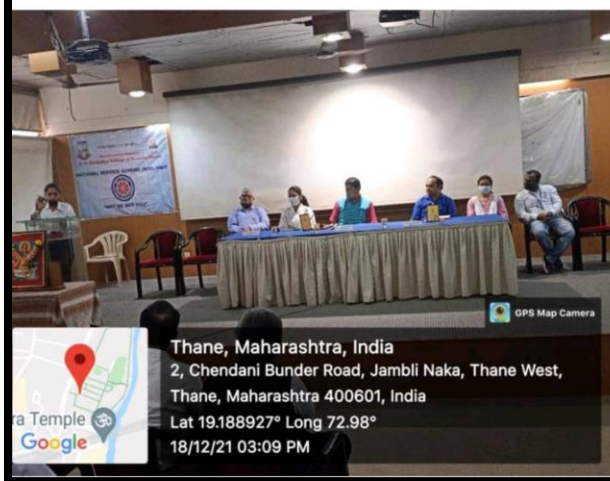 NATIONAL SERVICE SCHEME (NSS) UNIT
"NOT ME BUT YOU"
GPS Map Camera
Thane, Maharashtra, India
2, Chendani Bunder Road, Jambli Naka, Thane West,
Thane, Maharashtra 400601, India
Lat 19.188927° Long 72.98°
18/12/21 03:09 PM
ra Temple
Google